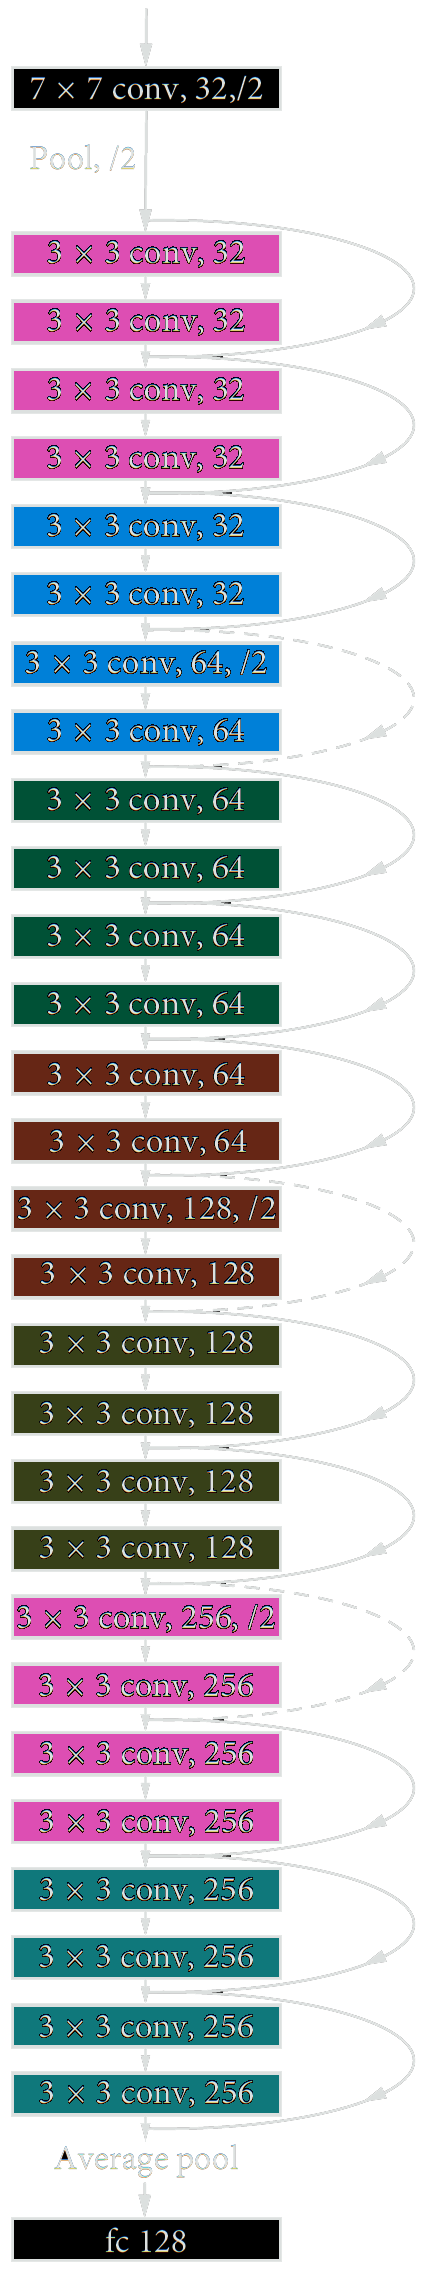 7 × 7 conv, 32,/2
Pool, /2
3 × 3 conv, 32
3 × 3 conv, 32
3 × 3 conv, 32
3 × 3 conv, 32
3 × 3 conv, 32
3 × 3 conv, 32
3 × 3 conv, 64, /2
3 × 3 conv, 64
3 × 3 conv, 64
3 × 3 conv, 64
3 × 3 conv, 64
3 × 3 conv, 64
3 × 3 conv, 64
3 × 3 conv, 64
3 × 3 conv, 128, /2
3 × 3 conv, 128
3 × 3 conv, 128
3 × 3 conv, 128
3 × 3 conv, 128
3 × 3 conv, 128
3 × 3 conv, 256, /2
3 × 3 conv, 256
3 × 3 conv, 256
3 × 3 conv, 256
3 × 3 conv, 256
3 × 3 conv, 256
3 × 3 conv, 256
3 × 3 conv, 256
Average pool
fc 128